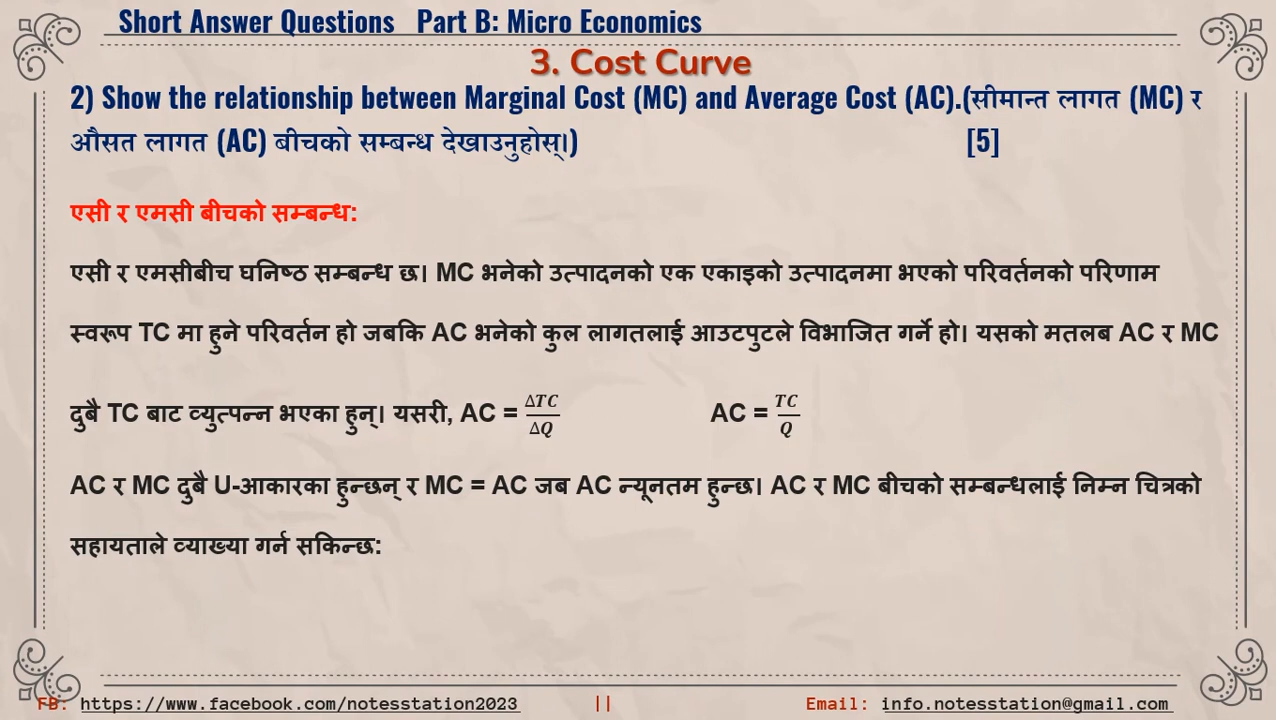 Short Answer Questions Part B: Micro Economics
3. Cost Curve
2) Show the relationship between Marginal Cost (MC) and Average Cost (AC).(सीमान्त लागत (MC) र
औसत लागत (AC) बीचको सम्बन्ध देखाउनुहोस्।) [5]
एसी र एमसी बीचको सम्बन्ध:
एसी र एमसीबीच घनिष्ठ सम्बन्ध छ। MC भनेको उत्पादनको एक एकाइको उत्पादनमा भएको परिवर्तनको परिणाम
स्वरूप TC मा हुने परिवर्तन हो जबकि AC भनेको कुल लागतलाई आउटपुटले विभाजित गर्ने हो। यसको मतलब AC र MC
दुबै TC बाट व्युत्पन्न भएका हुन्। यसरी, AC = ΔTC/ΔQ AC = TC/Q
AC र MC दुबै U-आकारका हुन्छन् र MC = AC जब AC न्यूनतम हुन्छ। AC र MC बीचको सम्बन्धलाई निम्न चित्रको
सहायताले व्याख्या गर्न सकिन्छ:
FB: https://www.facebook.com/notesstation2023 || Email: info.notesstation@gmail.com